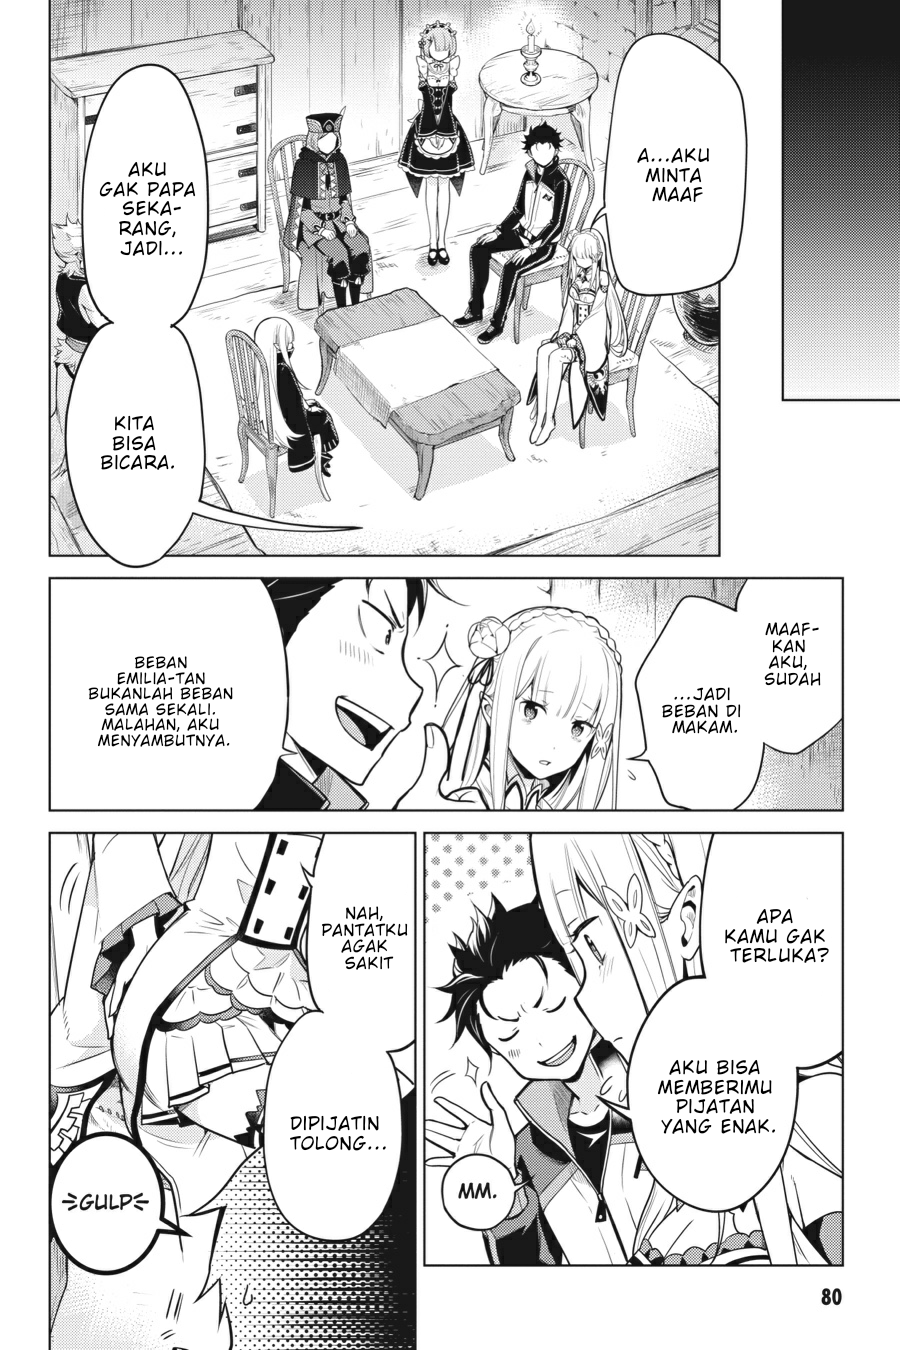 A...AKU
MINTA
MAAF
AKU
GAK PAPA
SEKA-
RANG,
JADI...
KITA
BISA
BICARA.
MAAF-
KAN
AKU,
SUDAH
...JADI
BEBAN DI
MAKAM.
BEBAN
EMILIA-TAN
BUKANLAH BEBAN
SAMA SEKALI.
MALAHAN, AKU
MENYAMBUTNYA.
APA
KAMU GAK
TERLUKA?
AKU BISA
MEMBERIMU
PIJATAN
YANG ENAK.
MM.
NAH,
PANTATKU
AGAK
SAKIT
DIPIJATIN
TOLONG...
GULP
80